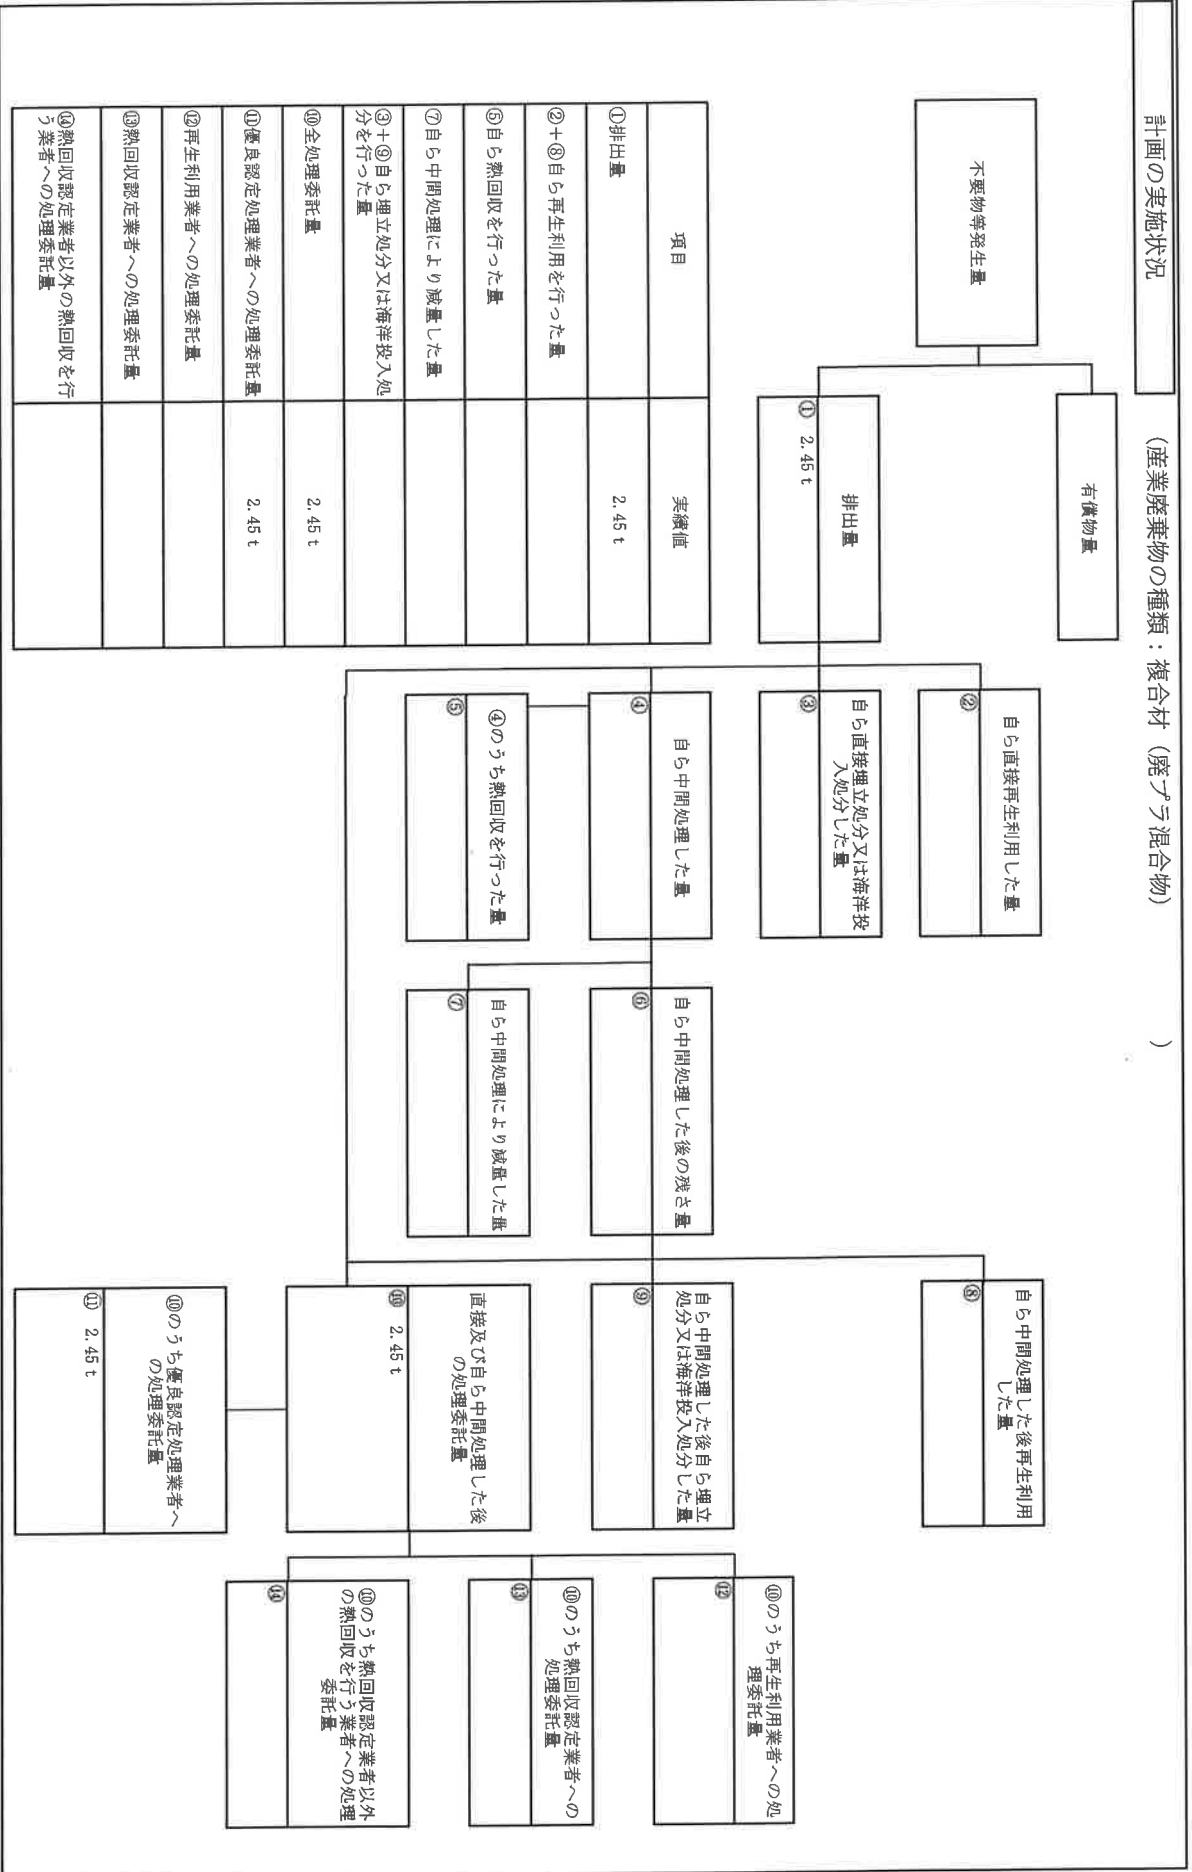 計画の実施状況
（産業廃棄物の種類：複合材（廃プラ混合物）　　　）
不要物等発生量
有償物量
排出量
① 2.45 t
自ら直接再生利用した量
②
自ら直接埋立処分又は海洋投
入処分した量
③
自ら中間処理した量
④
④のうち熱回収を行った量
⑤
自ら中間処理した後の残さ量
⑥
自ら中間処理により減量した量
⑦
自ら中間処理した後再生利用
した量
⑧
自ら中間処理した後自ら埋立
処分又は海洋投入処分した量
⑨
直接及び自ら中間処理した後
の処理委託量
⑩ 2.45 t
⑩のうち優良認定処理業者へ
の処理委託量
⑪ 2.45 t
⑩のうち再生利用業者への処
理委託量
⑫
⑩のうち熱回収認定業者への
処理委託量
⑬
⑩のうち熱回収認定業者以外
の熱回収を行う業者への処理
委託量
⑭
項目 実績値
①排出量 2.45 t
②＋⑧自ら再生利用を行った量
⑤自ら熱回収を行った量
⑦自ら中間処理により減量した量
③＋⑨自ら埋立処分又は海洋投入処
分を行った量
⑩全処理委託量 2.45 t
⑪優良認定処理業者への処理委託量 2.45 t
⑫再生利用業者への処理委託量
⑬熱回収認定業者への処理委託量
⑭熱回収認定業者以外の熱回収を行
う業者への処理委託量